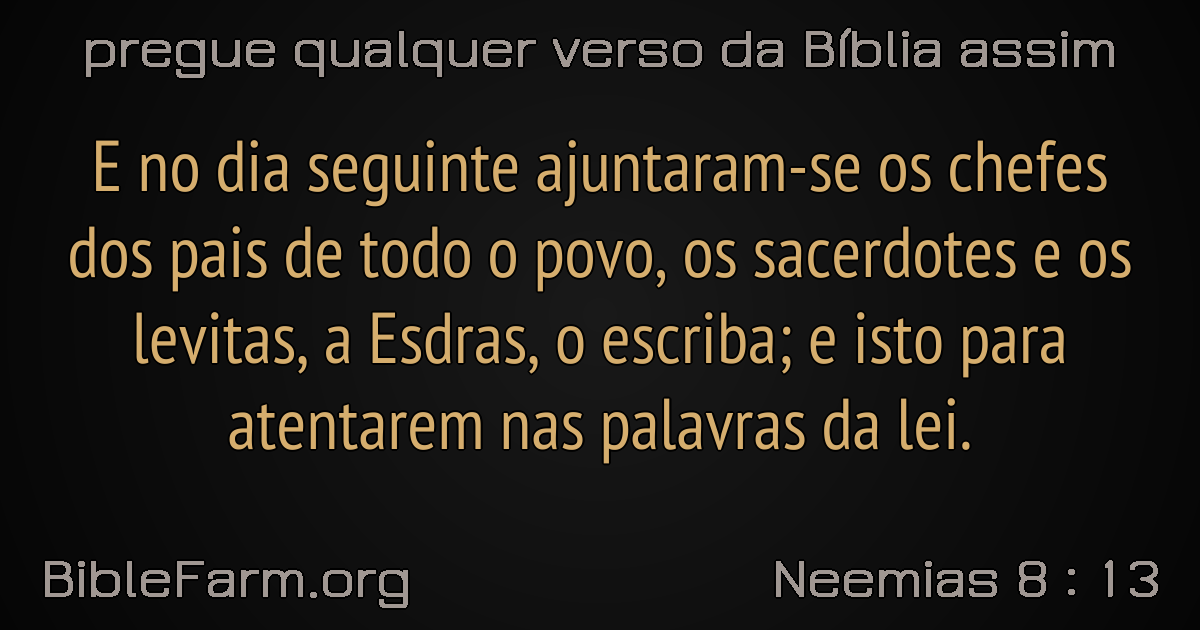 pregue qualquer verso da Bíblia assim
E no dia seguinte ajuntaram-se os chefes
dos pais de todo o povo, os sacerdotes e os
levitas, a Esdras, o escriba; e isto para
atentarem nas palavras da lei.
BibleFarm.org
Neemias 8 : 13